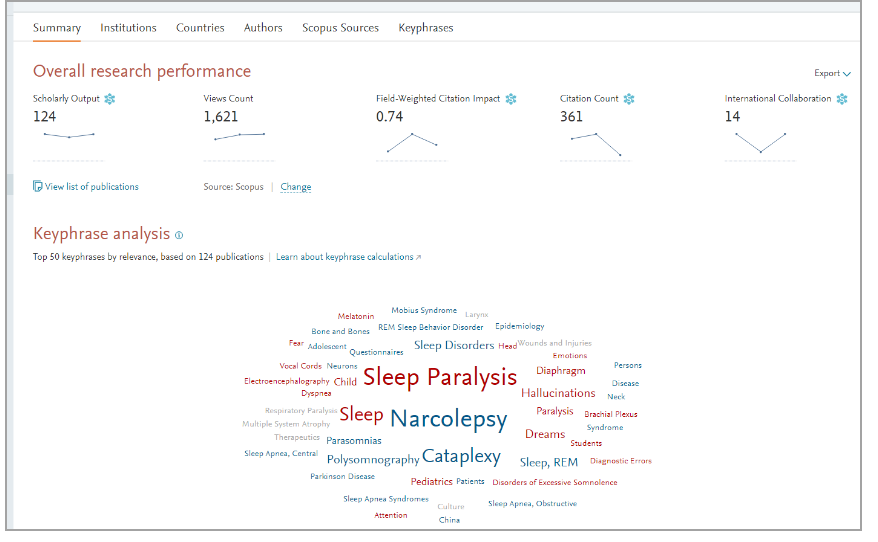 Summary Institutions Countries Authors Scopus Sources Keyphrases
Overall research performance
Export
Scholarly Output Views Count Field-Weighted Citation Impact Citation Count International Collaboration
124 1,621 0.74 361 14
View list of publications Source: Scopus | Change
Keyphrase analysis
Top 50 keyphrases by relevance, based on 124 publications | Learn about keyphrase calculations
Mobius Syndrome
Melatonin Larynx
Bone and Bones REM Sleep Behavior Disorder Epidemiology
Fear Adolescent Questionnaires Sleep Disorders Head Wounds and Injuries
Emotions
Vocal Cords Neurons Sleep Paralysis Diaphragm Persons
Electroencephalography Child Disease
Dyspnea Hallucinations Neck
Respiratory Paralysis Sleep Narcolepsy Paralysis Brachial Plexus
Multiple System Atrophy Syndrome
Therapeutics Parasomnias Dreams Students
Sleep Apnea, Central Polysomnography Cataplexy Sleep, REM Diagnostic Errors
Parkinson Disease Pediatrics Patients Disorders of Excessive Somnolence
Sleep Apnea Syndromes Culture Sleep Apnea, Obstructive
Attention China